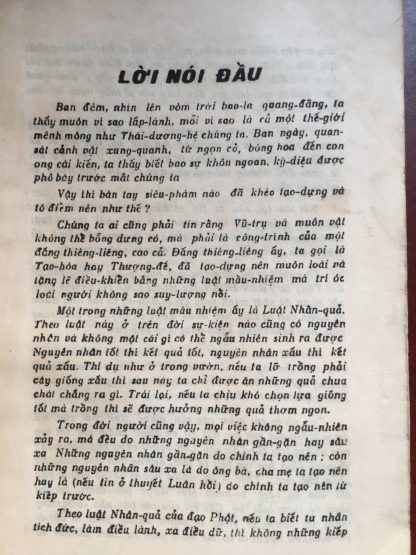 LỜI NÓI ĐẦU
Ban đêm, nhìn lên vòm trời bao-la quang-đãng, ta
thấy muôn vì sao lấp-lánh, mỗi vì sao là cả một thế-giới
mênh mông như Thái-dương-hệ chúng ta. Ban ngày, quan-
sát cảnh vật xung-quanh, từ ngọn cỏ, bông hoa đến con
ong cái kiến, ta thấy biết bao sự khôn ngoan, kỳ-diệu được
phô bày trước mắt chúng ta
Vậy thì bàn tay siêu-phàm nào đã khéo tạo-dựng và
tô điểm nên như thế ?
Chúng ta ai cũng phải tin rằng Vũ-trụ và muôn vật
không thể bỗng dưng có, mà phải là công-trình của một
đấng thiêng-liêng, cao cả. Đấng thiêng-liêng ấy, ta gọi là
Tạo-hóa hay Thượng-đế, đã tạo-dựng nên muôn loài và
tặng lẽ điều-khiển bằng những luật mầu-nhiệm mà trí óc
loài người không sao suy-lượng nổi.
Một trong những luật màu nhiệm ấy là Luật Nhân-quả.
Theo luật này ở trên đời sự-kiện nào cũng có nguyên
nhân và không một cái gì có thể ngẫu nhiên sinh ra được
Nguyên nhân tốt thì kết quả tốt, nguyên nhân xấu thì kết
quả xấu. Thí dụ như ở trong vườn, nếu ta lỡ trồng phải
cây giống xấu thì sau này ta chỉ được ăn những quả chua
chát chẳng ra gì. Trái lại, nếu ta chịu khó chọn lựa giống
tốt mà trồng thì sẽ được hưởng những quả thơm ngon.
Trong đời người cũng vậy, mọi việc không ngẫu-nhiên
xảy ra, mà đều do những nguyên nhân gần-gặn hay sâu
xa Những nguyên nhân gần-gặn do chính ta tạo nên : còn
những nguyên nhân sâu xa là do ông bà, cha mẹ ta tạo nên
hay là (nếu tin ở thuyết Luân hồi) do chính ta tạo nên từ
kiếp trước.
Theo luật Nhân-quả của đạo Phật, nếu ta biết tu nhân
tích đức, làm điều lành, xa điều dữ, thì không những kiếp